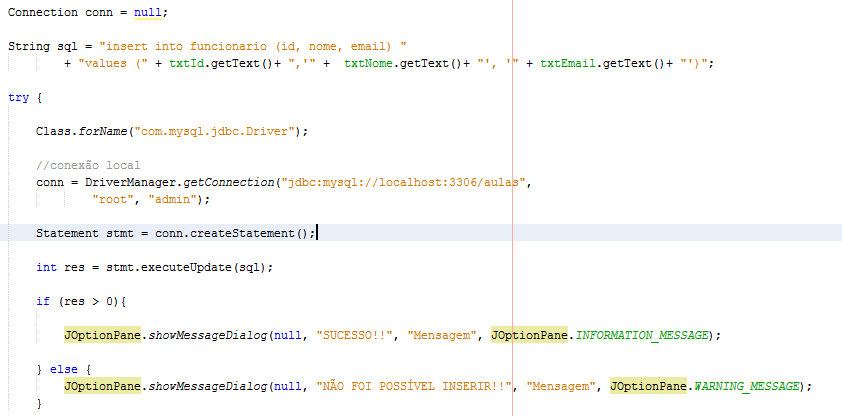 Connection conn = null;
String sql = "insert into funcionario (id, nome, email) "
+ "values (" + txtId.getText()+ ",'" +  txtNome.getText()+ "', '" + txtEmail.getText()+ "')";
try {
Class.forName("com.mysql.jdbc.Driver");
//conexão local
conn = DriverManager.getConnection("jdbc:mysql://localhost:3306/aulas",
"root", "admin");
Statement stmt = conn.createStatement();
int res = stmt.executeUpdate(sql);
if (res > 0){
JOptionPane.showMessageDialog(null, "SUCESSO!!", "Mensagem", JOptionPane.INFORMATION_MESSAGE);
} else {
JOptionPane.showMessageDialog(null, "NÃO FOI POSSÍVEL INSERIR!!", "Mensagem", JOptionPane.WARNING_MESSAGE);
}